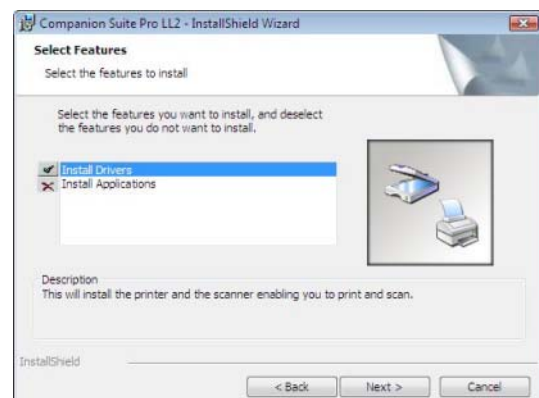 Companion Suite Pro LL2 - InstallShield Wizard
Select Features
Select the features to install
Select the features you want to install, and deselect
the features you do not want to install.
Install Drivers
Install Applications
Description
This will install the printer and the scanner enabling you to print and scan.
InstallShield
< Back Next > Cancel